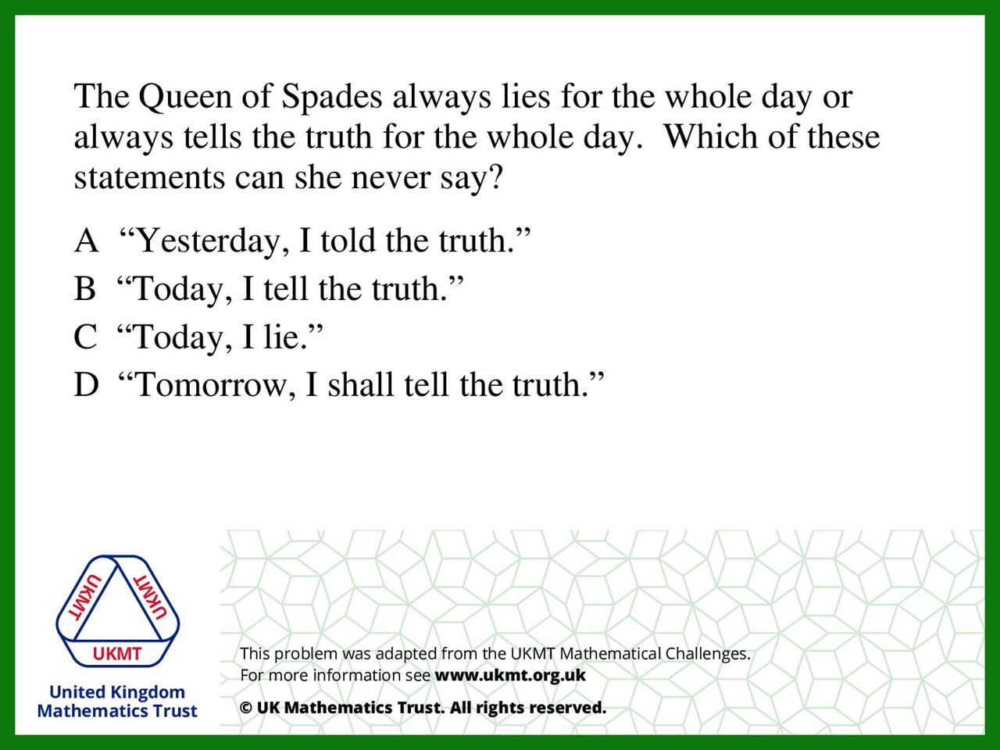 The Queen of Spades always lies for the whole day or
always tells the truth for the whole day.  Which of these
statements can she never say?
A  “Yesterday, I told the truth.”
B  “Today, I tell the truth.”
C  “Today, I lie.”
D  “Tomorrow, I shall tell the truth.”
UKMT
UKMT
UKMT
United Kingdom
Mathematics Trust
This problem was adapted from the UKMT Mathematical Challenges.
For more information see www.ukmt.org.uk
© UK Mathematics Trust. All rights reserved.